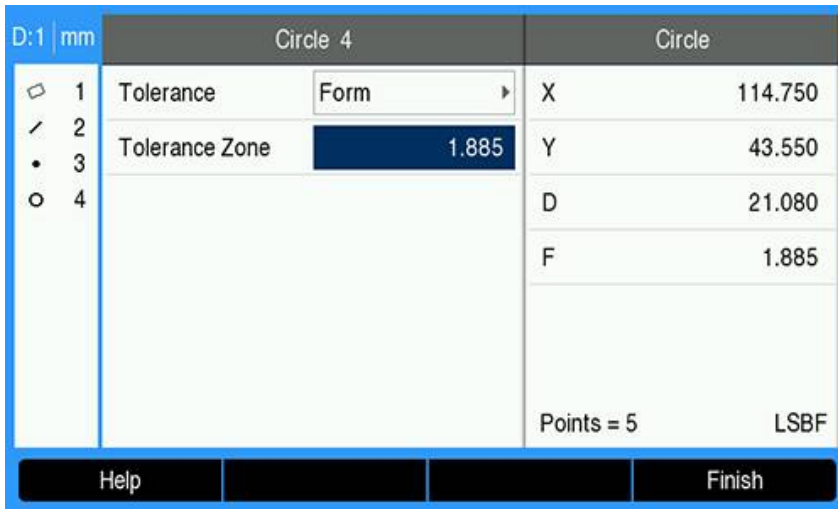 D:1 mm Circle 4 Circle
1 Tolerance Form X 114.750
2 Tolerance Zone 1.885 Y 43.550
3
4 D 21.080
F 1.885
Points = 5 LSBF
Help Finish